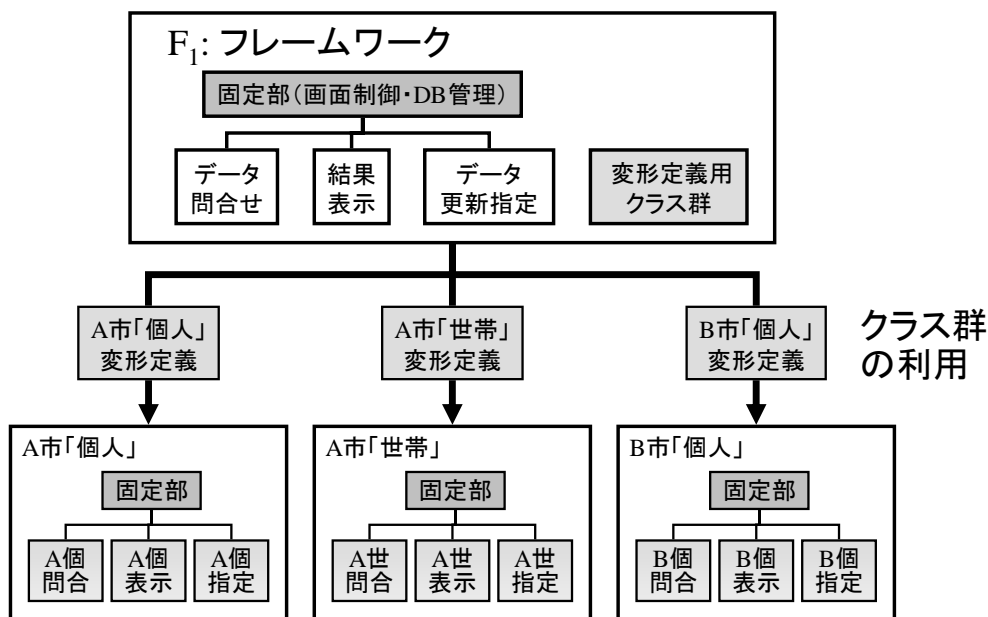 F1: フレームワーク
固定部(画面制御・DB管理)
データ
問合せ
結果
表示
データ
更新指定
変形定義用
クラス群
A市「個人」
変形定義
A市「世帯」
変形定義
B市「個人」
変形定義
クラス群
の利用
A市「個人」
固定部
A個
問合
A個
表示
A個
指定
A市「世帯」
固定部
A世
問合
A世
表示
A世
指定
B市「個人」
固定部
B個
問合
B個
表示
B個
指定